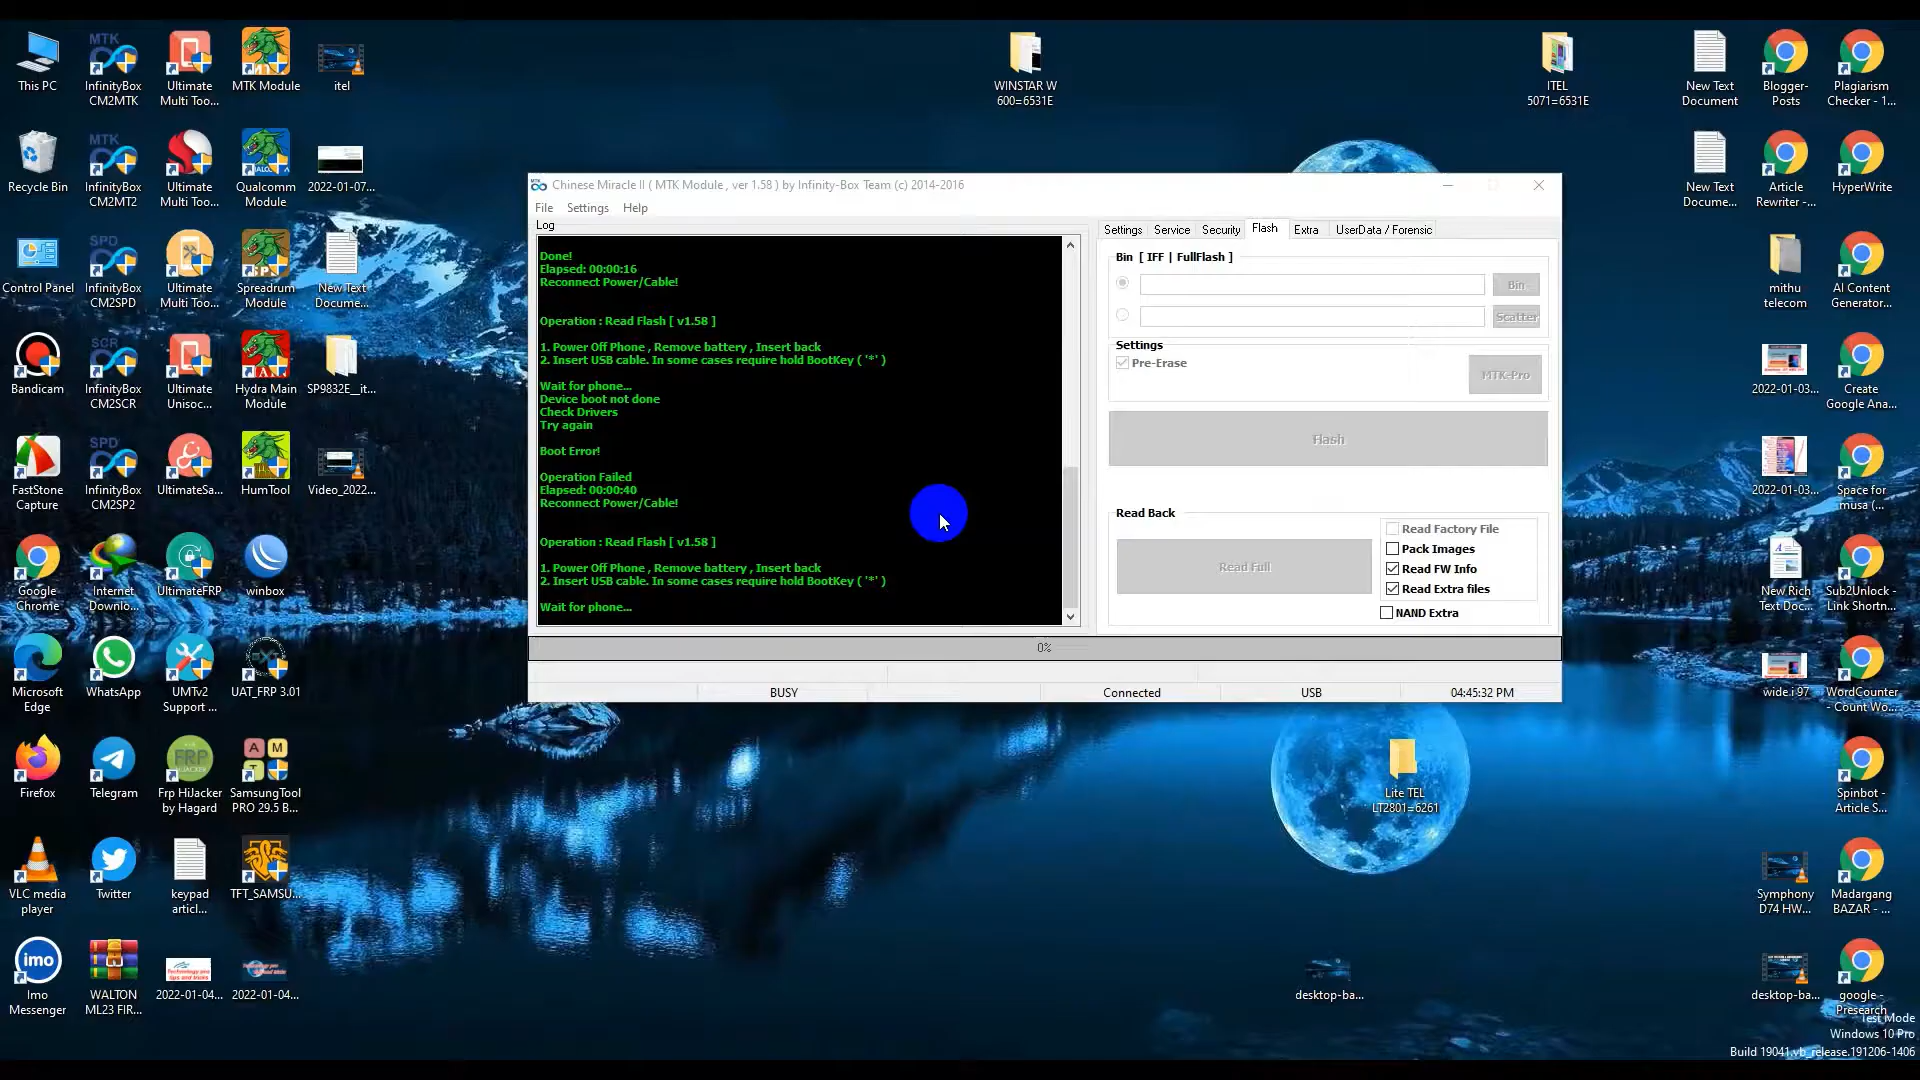 This PC
InfinityBox CM2MTK
Ultimate Multi Too...
MTK Module
itel
Recycle Bin
InfinityBox CM2MT2
Ultimate Multi Too...
Qualcomm Module
2022-01-07...
Control Panel
InfinityBox CM2SPD
Ultimate Multi Too...
Spreadrum Module
New Text Docume...
Bandicam
InfinityBox CM2SCR
Ultimate Unisoc...
Hydra Main Module
SP9832E__it...
FastStone Capture
InfinityBox CM2SP2
UltimateSa...
HumTool
Video_2022...
Google Chrome
Internet Downlo...
UltimateFRP
winbox
Microsoft Edge
WhatsApp
UMTv2 Support ...
UAT_FRP 3.01
Firefox
Telegram
Frp HiJacker by Hagard
SamsungTool PRO 29.5 B...
VLC media player
Twitter
keypad articl...
TFT_SAMSU...
imo
Imo Messenger
WALTON ML23 FIR...
2022-01-04...
2022-01-04...
WINSTAR W 600=6531E
ITEL 5071=6531E
Chinese Miracle II ( MTK Module , ver 1.58 ) by Infinity-Box Team (c) 2014-2016
File Settings Help
Log
Done!
Elapsed: 00:00:16
Reconnect Power/Cable!
Operation : Read Flash [ v1.58 ]
1. Power Off Phone , Remove battery , Insert back
2. Insert USB cable. In some cases require hold BootKey ( '*' )
Wait for phone...
Device boot not done
Check Drivers
Try again
Boot Error!
Operation Failed
Elapsed: 00:00:40
Reconnect Power/Cable!
Operation : Read Flash [ v1.58 ]
1. Power Off Phone , Remove battery , Insert back
2. Insert USB cable. In some cases require hold BootKey ( '*' )
Wait for phone...
Settings Service Security Flash Extra UserData / Forensic
Bin [ IFF | FullFlash ]
Bin
Scatter
Settings
Pre-Erase
MTK-Pro
Flash
Read Back
Read Full
Read Factory File
Pack Images
Read FW Info
Read Extra files
NAND Extra
0%
BUSY Connected USB 04:45:32 PM
Lite TEL LT2801=6261
desktop-ba...
New Text Document
Blogger-Posts
Plagiarism Checker - 1...
New Text Docume...
Article Rewriter -...
HyperWrite
mithu telecom
AI Content Generator...
2022-01-03...
Create Google Ana...
2022-01-03...
Space for musa (...
New Rich Text Doc...
Sub2Unlock - Link Shortn...
wide.i 97
WordCounter - Count Wo...
Spinbot - Article S...
Symphony D74 HW...
Madargang BAZAR - ...
desktop-ba...
google - Presearch
Test Mode
Windows 10 Pro
Build 19041.vb_release.191206-1406